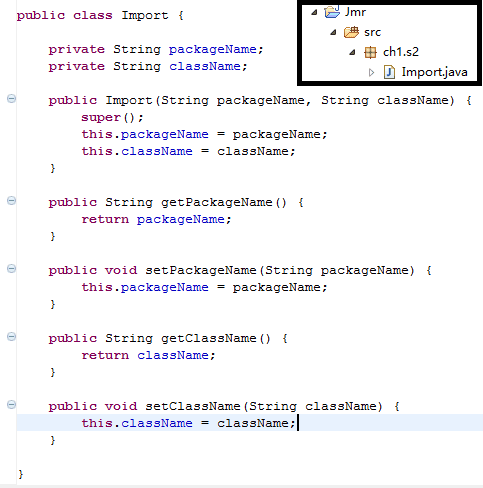 public class Import {
private String packageName;
private String className;
public Import(String packageName, String className) {
super();
this.packageName = packageName;
this.className = className;
}
public String getPackageName() {
return packageName;
}
public void setPackageName(String packageName) {
this.packageName = packageName;
}
public String getClassName() {
return className;
}
public void setClassName(String className) {
this.className = className;
}
}
Jmr
src
ch1.s2
Import.java